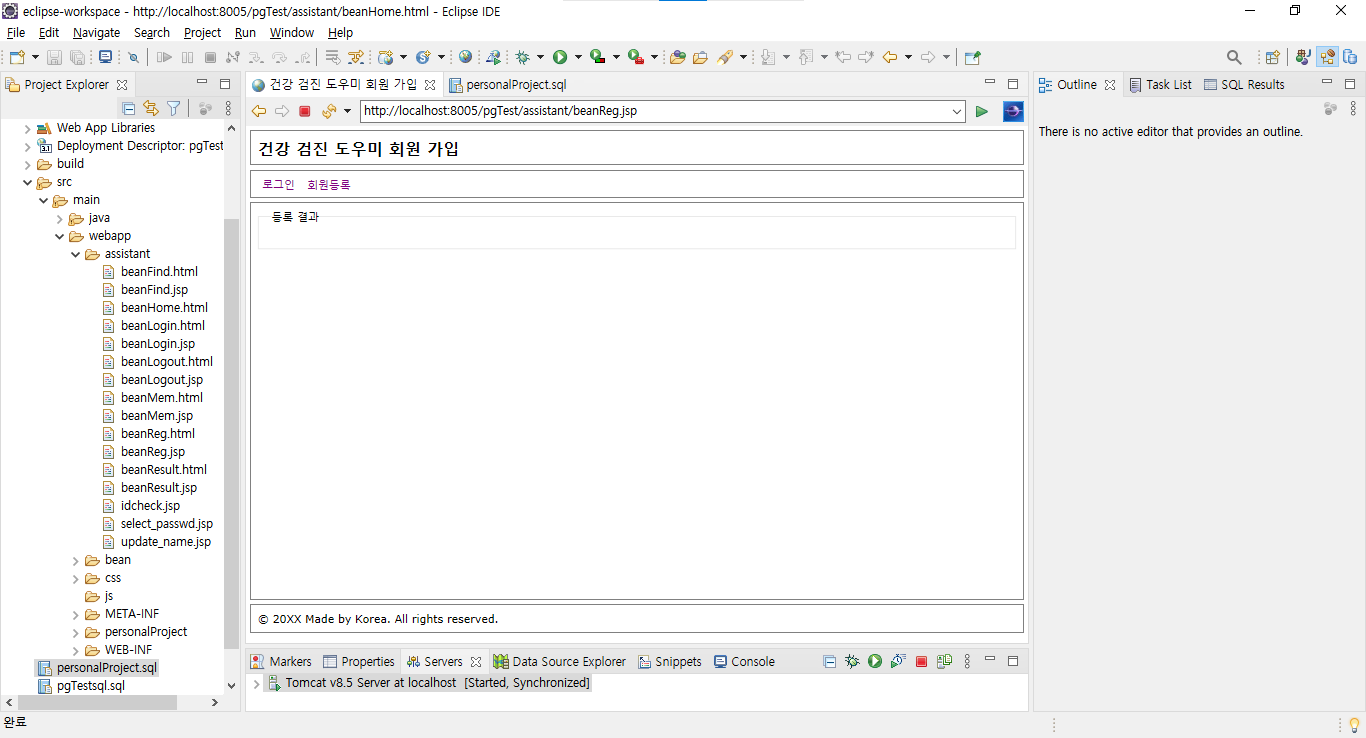 eclipse-workspace - http://localhost:8005/pgTest/assistant/beanHome.html - Eclipse IDE
File Edit Navigate Search Project Run Window Help
Project Explorer
Web App Libraries
Deployment Descriptor: pgTest
build
src
main
java
webapp
assistant
beanFind.html
beanFind.jsp
beanHome.html
beanLogin.html
beanLogin.jsp
beanLogout.html
beanLogout.jsp
beanMem.html
beanMem.jsp
beanReg.html
beanReg.jsp
beanResult.html
beanResult.jsp
idcheck.jsp
select_passwd.jsp
update_name.jsp
bean
css
js
META-INF
personalProject
WEB-INF
personalProject.sql
pgTestsql.sql
건강 검진 도우미 회원 가입 personalProject.sql
http://localhost:8005/pgTest/assistant/beanReg.jsp
건강 검진 도우미 회원 가입
로그인 회원등록
등록 결과
© 20XX Made by Korea. All rights reserved.
Markers Properties Servers Data Source Explorer Snippets Console
Tomcat v8.5 Server at localhost [Started, Synchronized]
Outline Task List SQL Results
There is no active editor that provides an outline.
완료